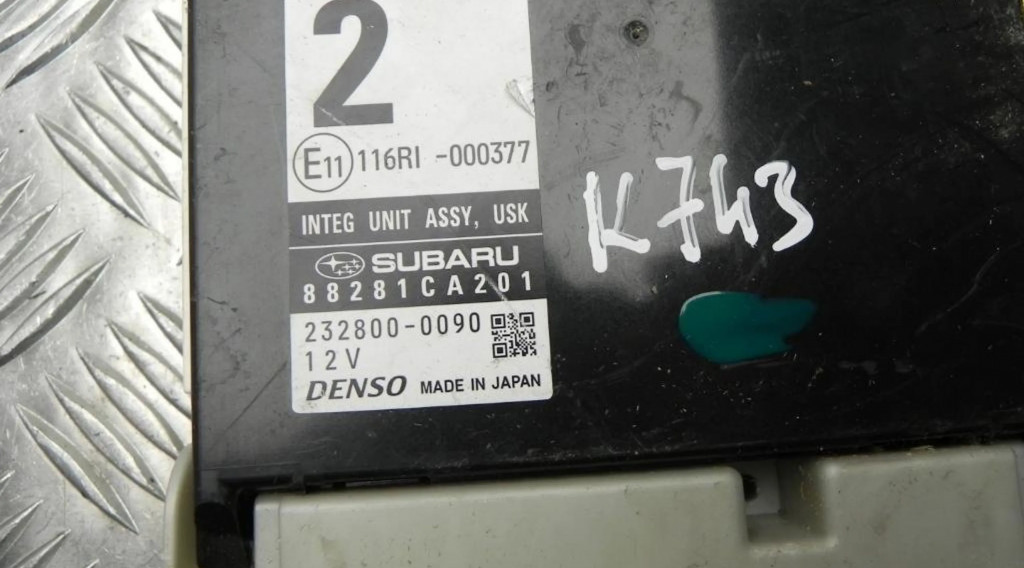 2
E11 116RI -000377
INTEG UNIT ASSY, USK
SUBARU
88281CA201
232800-0090
12V
DENSO MADE IN JAPAN
K743